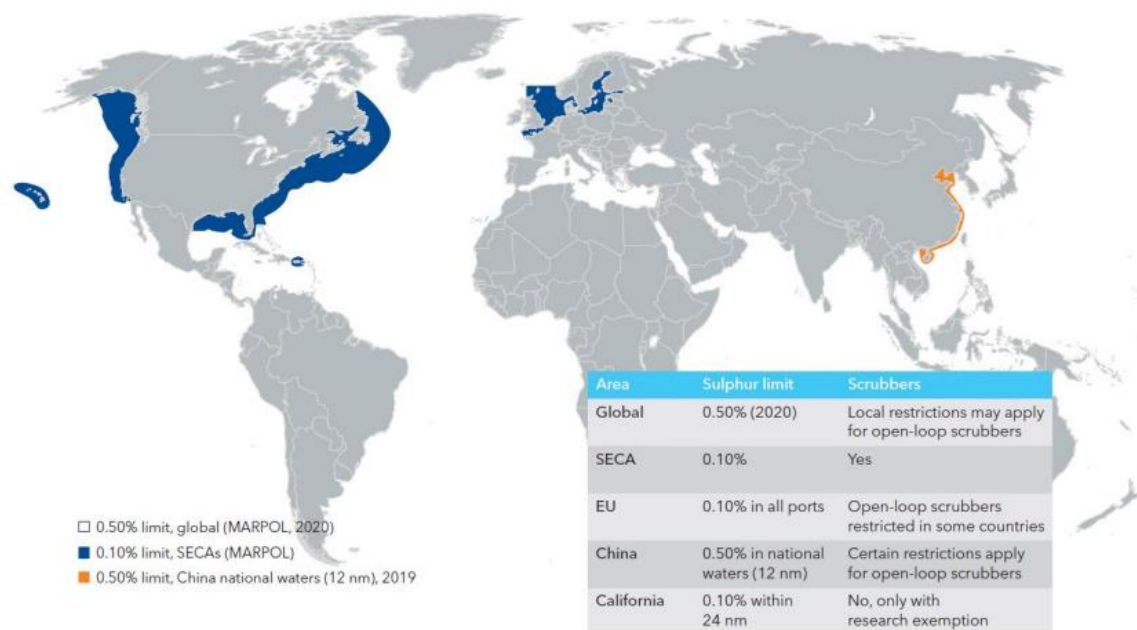 Area Sulphur limit Scrubbers
Global 0.50% (2020) Local restrictions may apply
for open-loop scrubbers
SECA 0.10% Yes
EU 0.10% in all ports Open-loop scrubbers
restricted in some countries
China 0.50% in national Certain restrictions apply
waters (12 nm) for open-loop scrubbers
California 0.10% within No, only with
24 nm research exemption
0.50% limit, global (MARPOL, 2020)
0.10% limit, SECAs (MARPOL)
0.50% limit, China national waters (12 nm), 2019